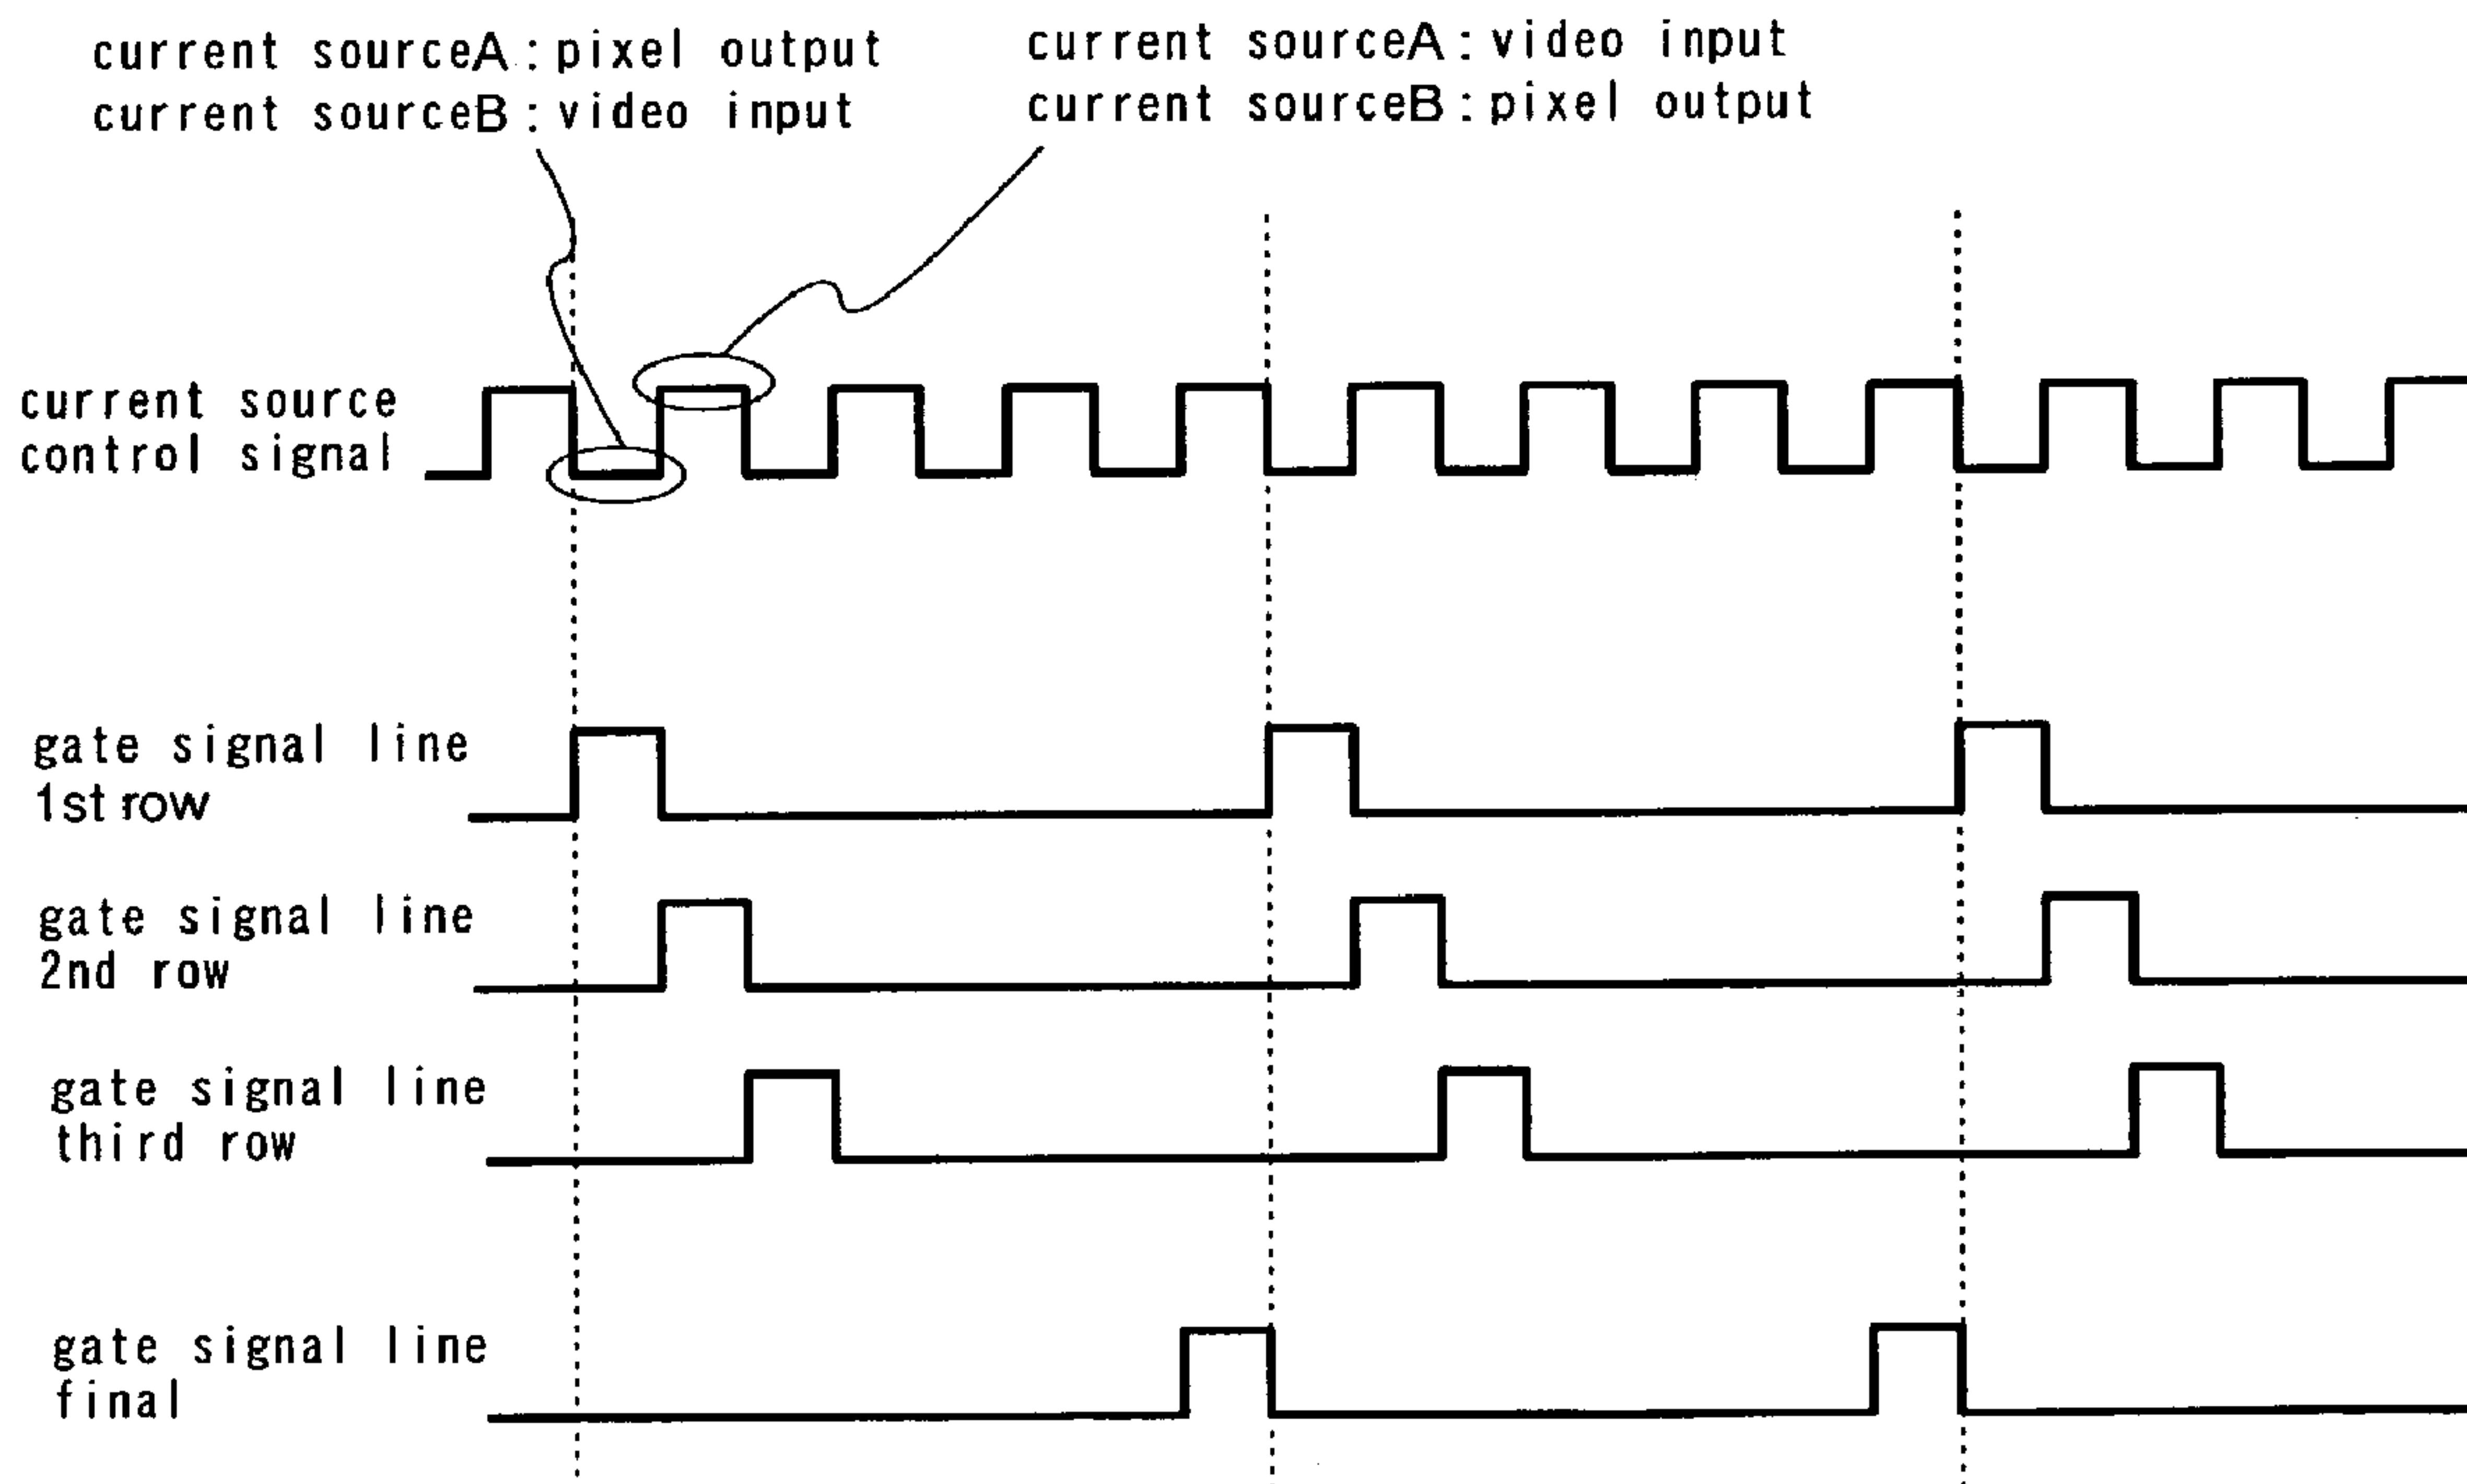 current sourceA:pixel output
current sourceB:video input
current sourceA:video input
current sourceB:pixel output
current source
control signal
gate signal line
1st row
gate signal line
2nd row
gate signal line
third row
gate signal line
final